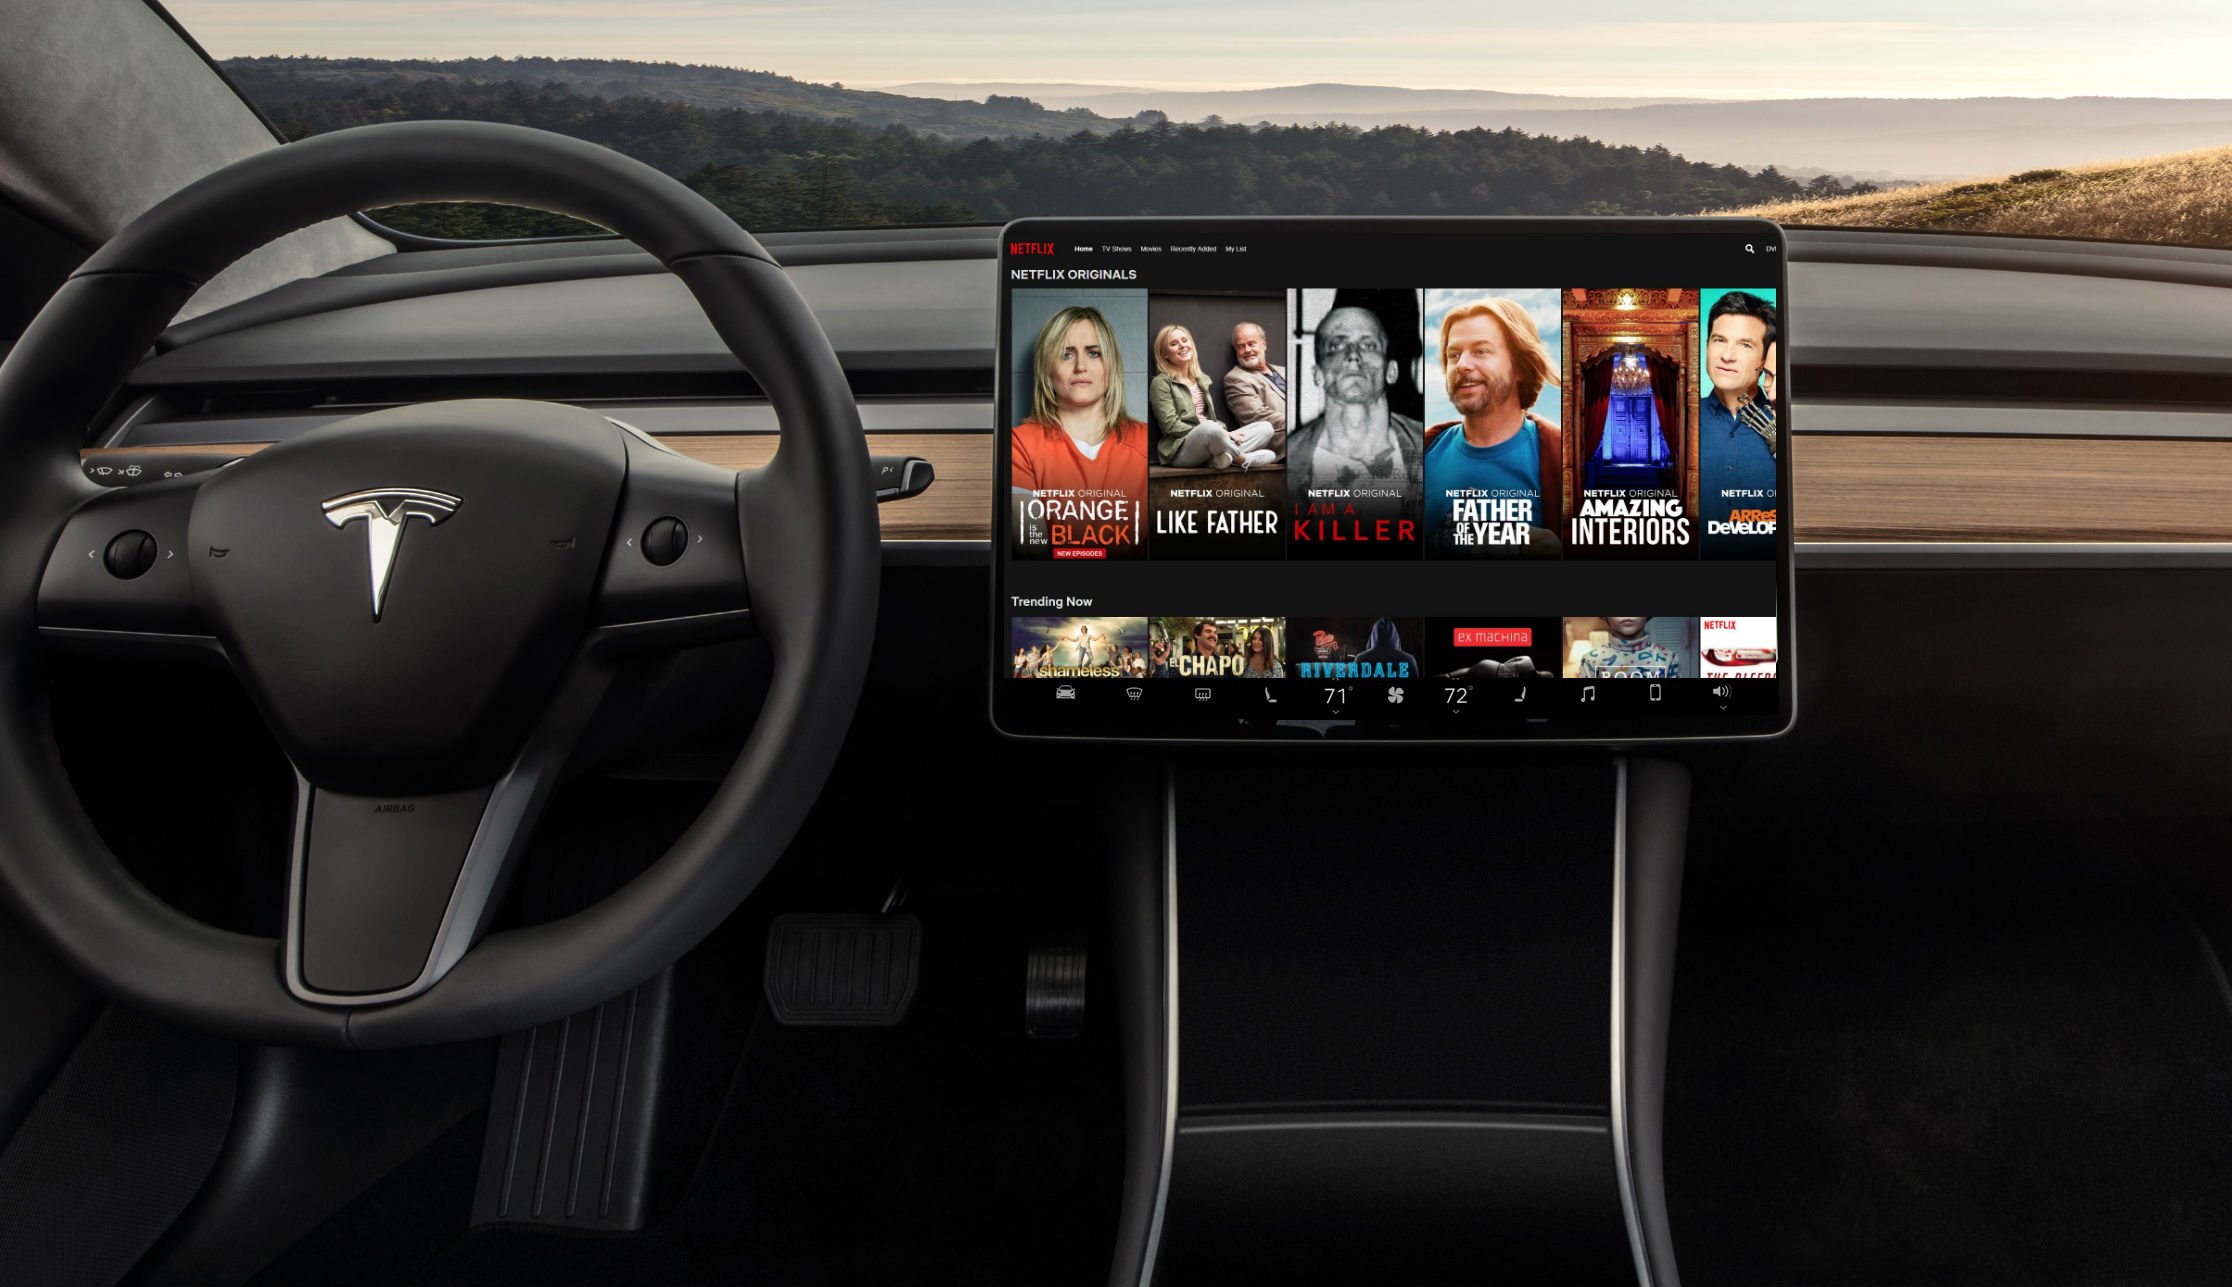 NETFLIX Home TV Shows Movies Recently Added My List
NETFLIX ORIGINALS
NETFLIX ORIGINAL
ORANGE
is the new BLACK
NEW EPISODES
NETFLIX ORIGINAL
LIKE FATHER
NETFLIX ORIGINAL
I AM A
KILLER
NETFLIX ORIGINAL
FATHER
OF THE YEAR
NETFLIX ORIGINAL
AMAZING
INTERIORS
NETFLIX
Trending Now
shameless
EL CHAPO
RIVERDALE
ex machina
ROOM
NETFLIX
71°
72°
P
AIRBAG